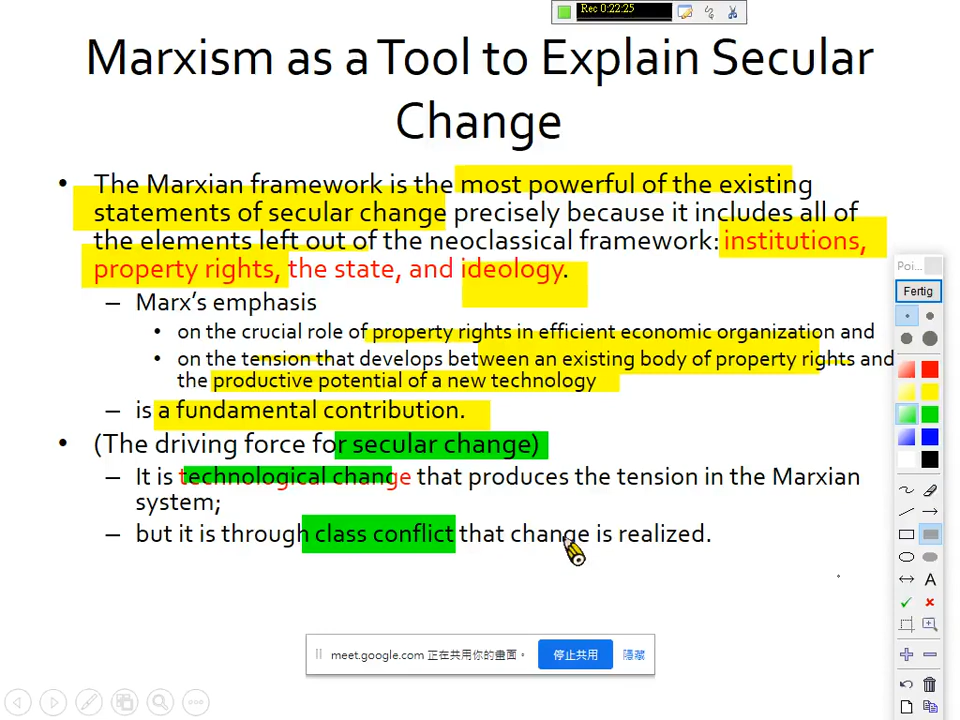 Rec 0:22:25
Marxism as a Tool to Explain Secular
Change
• The Marxian framework is the most powerful of the existing
statements of secular change precisely because it includes all of
the elements left out of the neoclassical framework: institutions,
property rights, the state, and ideology.
– Marx's emphasis
• on the crucial role of property rights in efficient economic organization and
• on the tension that develops between an existing body of property rights and
the productive potential of a new technology
– is a fundamental contribution.
• (The driving force for secular change)
– It is technological change that produces the tension in the Marxian
system;
– but it is through class conflict that change is realized.
Poi...
Fertig
A
meet.google.com 正在共用你的畫面。
停止共用
隱藏